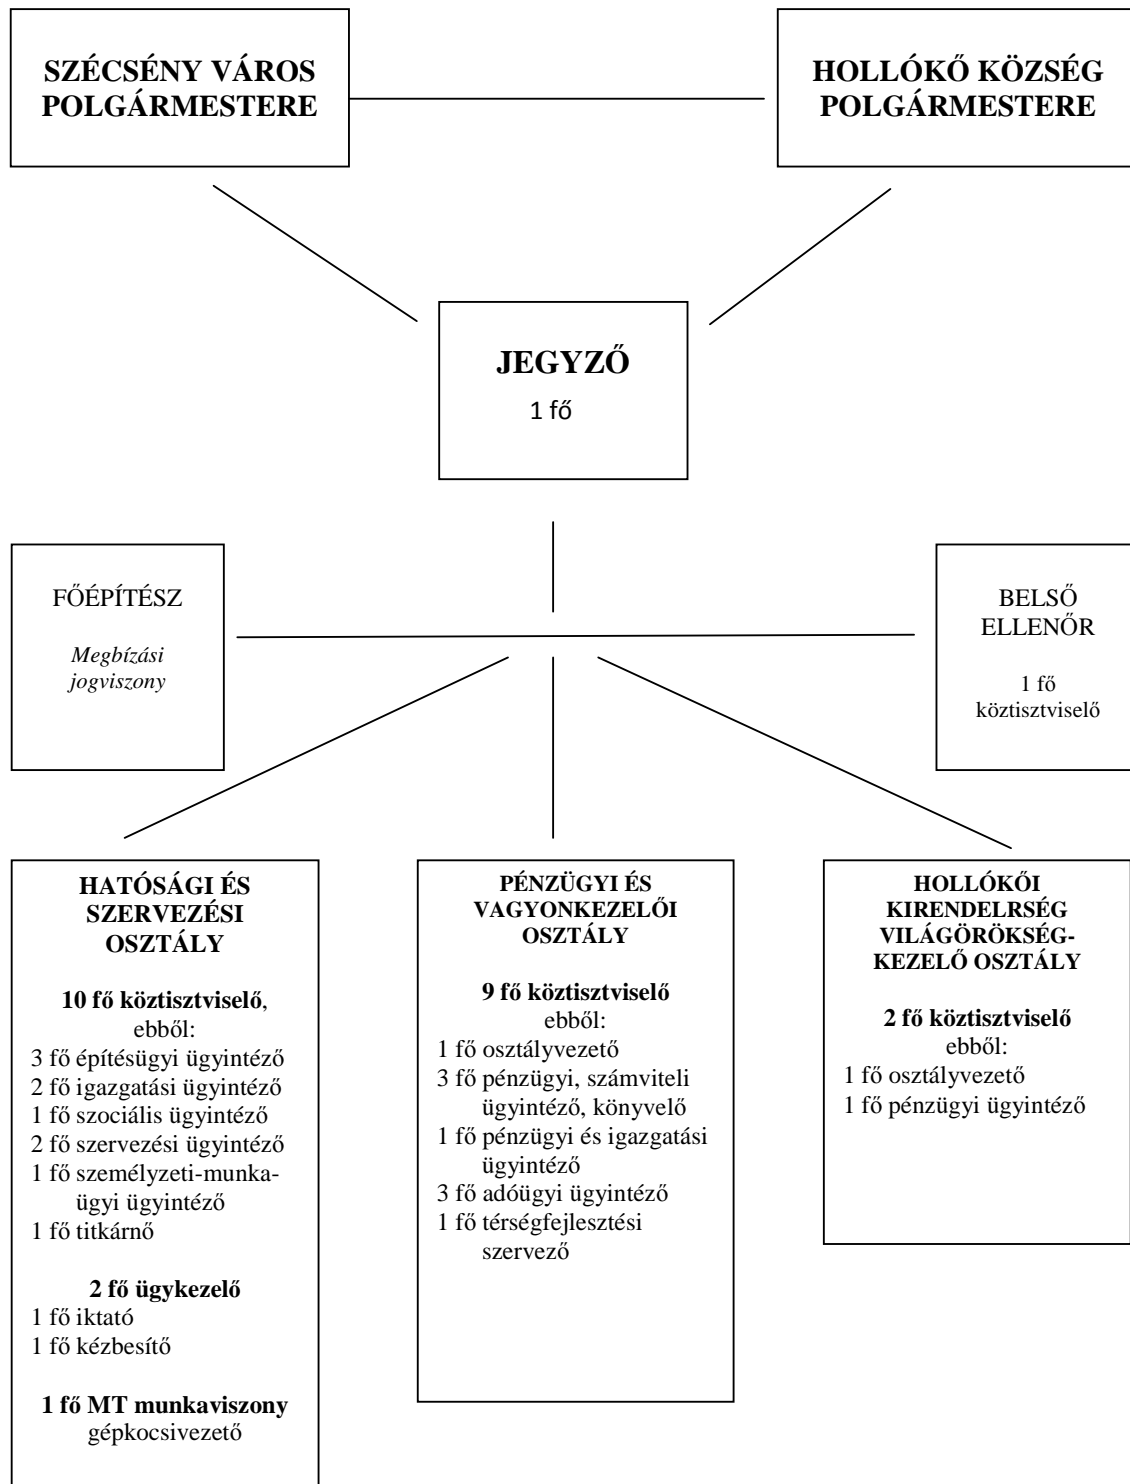 SZÉCSÉNY VÁROS
POLGÁRMESTERE
HOLLÓKŐ KÖZSÉG
POLGÁRMESTERE
JEGYZŐ
1 fő
FŐÉPÍTÉSZ
Megbízási
jogviszony
BELSŐ
ELLENŐR
1 fő
köztisztviselő
HATÓSÁGI ÉS
SZERVEZÉSI
OSZTÁLY
10 fő köztisztviselő,
ebből:
3 fő építésügyi ügyintéző
2 fő igazgatási ügyintéző
1 fő szociális ügyintéző
2 fő szervezési ügyintéző
1 fő személyzeti-munka-
ügyi ügyintéző
1 fő titkárnő
2 fő ügykezelő
1 fő iktató
1 fő kézbesítő
1 fő MT munkaviszony
gépkocsivezető
PÉNZÜGYI ÉS
VAGYONKEZELŐI
OSZTÁLY
9 fő köztisztviselő
ebből:
1 fő osztályvezető
3 fő pénzügyi, számviteli
ügyintéző, könyvelő
1 fő pénzügyi és igazgatási
ügyintéző
3 fő adóügyi ügyintéző
1 fő térségfejlesztési
szervező
HOLLÓKŐI
KIRENDELRSÉG
VILÁGÖRÖKSÉG-
KEZELŐ OSZTÁLY
2 fő köztisztviselő
ebből:
1 fő osztályvezető
1 fő pénzügyi ügyintéző